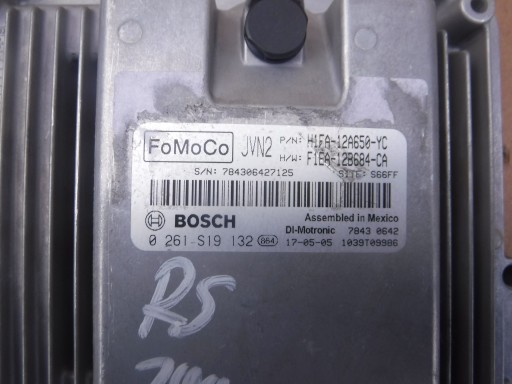 FoMoCo JVN2 P/N: H1FA-12A650-YC
H/W: F1EA-12B684-CA
S/N: 784306427125 SITE: S66FF
BOSCH Assembled in Mexico
DI-Motronic 7843 0642
0 261 S19 132 864 17-05-05 1039T09986
RS